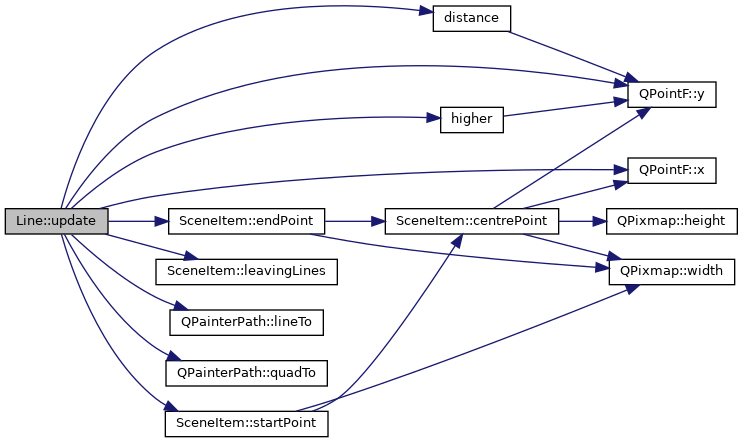 distance
QPointF::y
higher
QPointF::x
Line::update
SceneItem::endPoint
SceneItem::centrePoint
QPixmap::height
SceneItem::leavingLines
QPixmap::width
QPainterPath::lineTo
QPainterPath::quadTo
SceneItem::startPoint